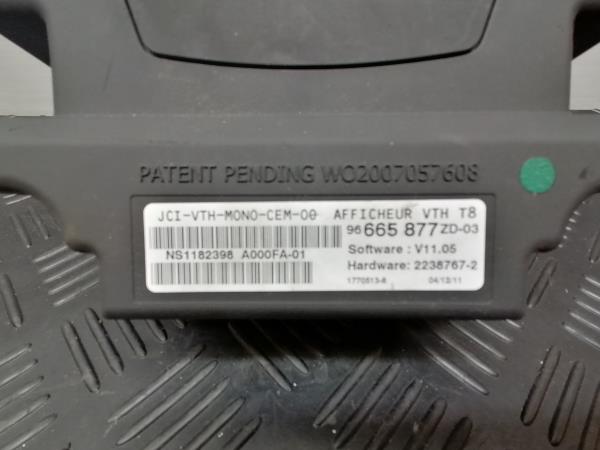 PATENT PENDING WO2007057608
JCI-VTH-MONO-CEM-00 AFFICHEUR VTH T8
96 665 877 ZD-03
NS1182398 A000FA-01 Software : V11.05
Hardware: 2238767-2
1770513-6 04/13/11